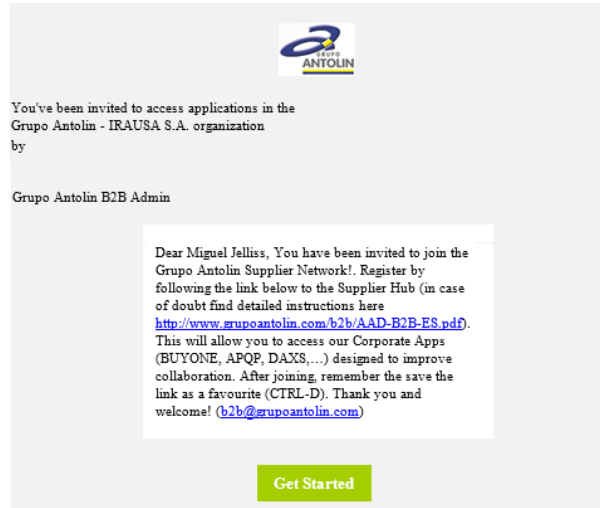 GRUPO
ANTOLIN
You've been invited to access applications in the
Grupo Antolin - IRAUSA S.A. organization
by
Grupo Antolin B2B Admin
Dear Miguel Jelliss, You have been invited to join the
Grupo Antolin Supplier Network!. Register by
following the link below to the Supplier Hub (in case
of doubt find detailed instructions here
http://www.grupoantolin.com/b2b/AAD-B2B-ES.pdf).
This will allow you to access our Corporate Apps
(BUYONE, APQP, DAXS,...) designed to improve
collaboration. After joining, remember the save the
link as a favourite (CTRL-D). Thank you and
welcome! (b2b@grupoantolin.com)
Get Started